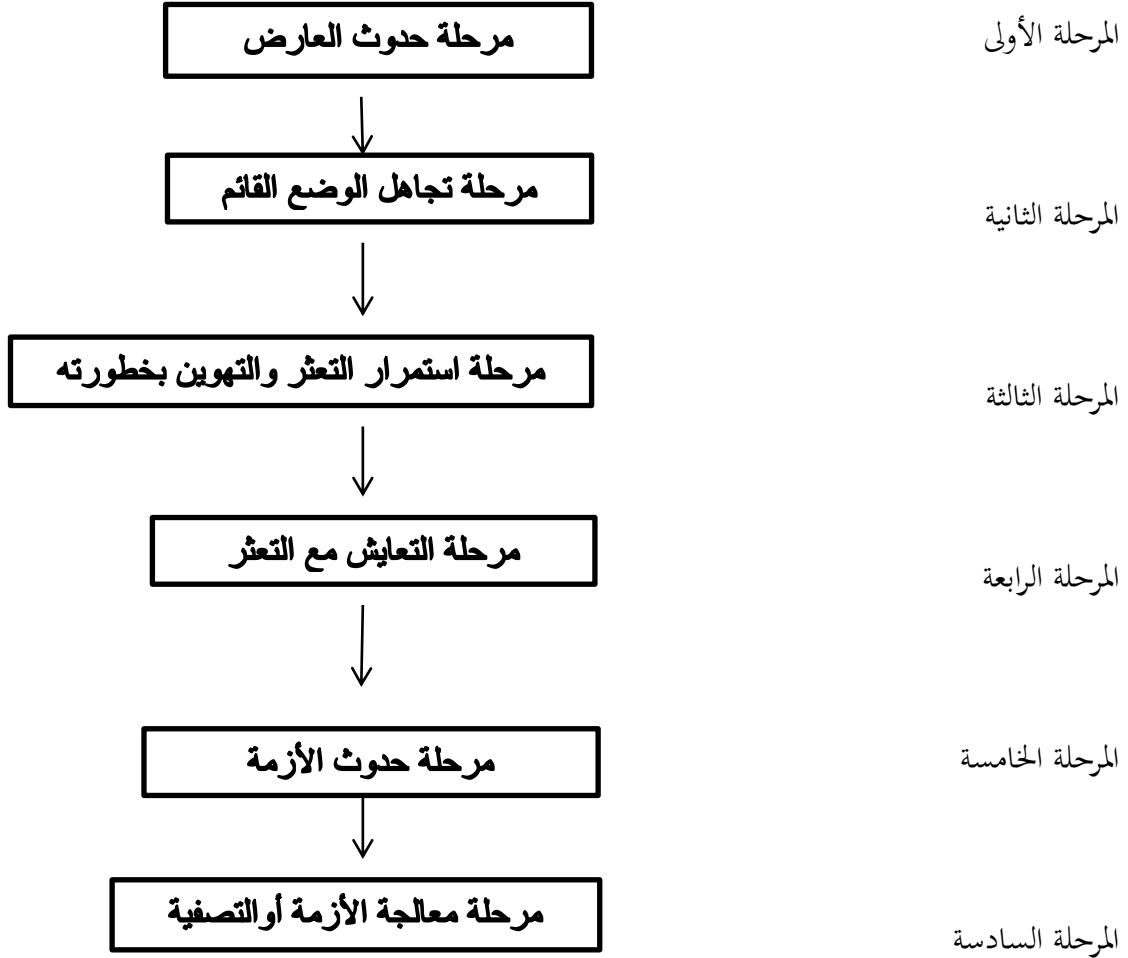 المرحلة الأولى
مرحلة حدوث العارض
المرحلة الثانية
مرحلة تجاهل الوضع القائم
المرحلة الثالثة
مرحلة استمرار التعثر والتهوين بخطورته
المرحلة الرابعة
مرحلة التعايش مع التعثر
المرحلة الخامسة
مرحلة حدوث الأزمة
المرحلة السادسة
مرحلة معالجة الأزمة أوالتصفية